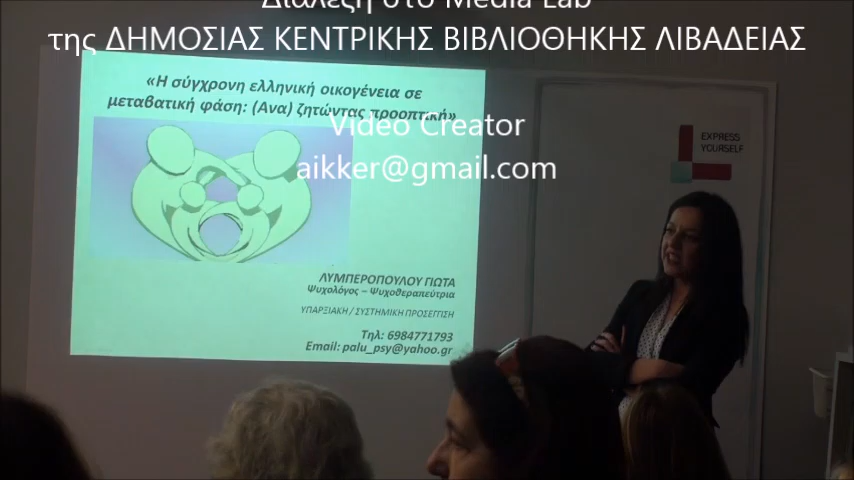 Διάλεξη στο Media Lab
της ΔΗΜΟΣΙΑΣ ΚΕΝΤΡΙΚΗΣ ΒΙΒΛΙΟΘΗΚΗΣ ΛΙΒΑΔΕΙΑΣ
«Η σύγχρονη ελληνική οικογένεια σε
μεταβατική φάση: (Ανα) ζητώντας προοπτική»
Video Creator
aikker@gmail.com
EXPRESS
YOURSELF
ΛΥΜΠΕΡΟΠΟΥΛΟΥ ΓΙΩΤΑ
Ψυχολόγος – Ψυχοθεραπεύτρια
ΥΠΑΡΞΙΑΚΗ / ΣΥΣΤΗΜΙΚΗ ΠΡΟΣΕΓΓΙΣΗ
Τηλ: 6984771793
Email: palu_psy@yahoo.gr